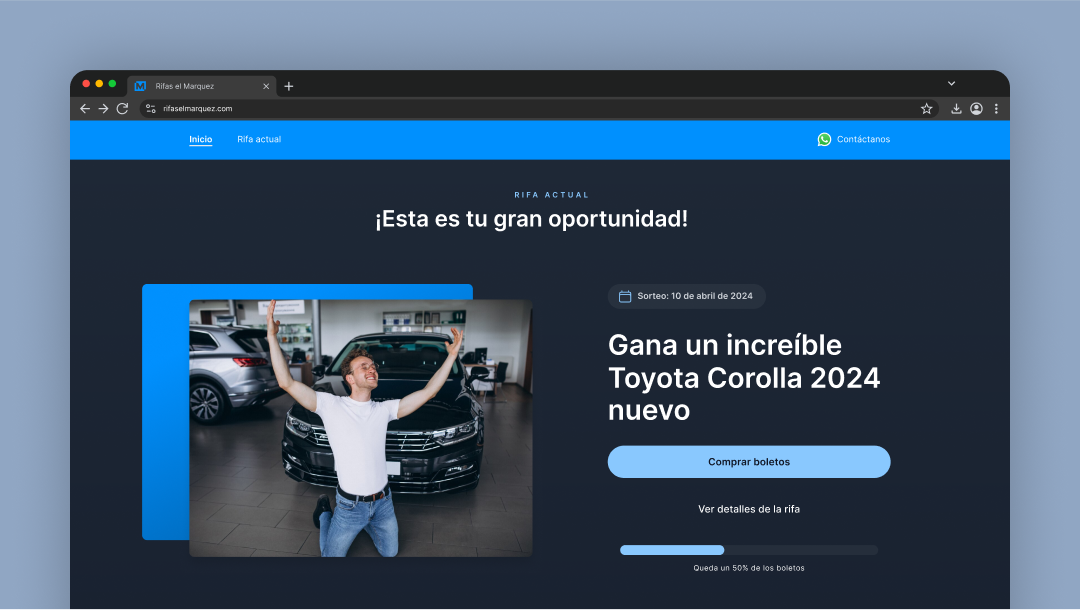 Rifas el Marquez
rifaselmarquez.com
Inicio
Rifa actual
Contáctanos
RIFA ACTUAL
¡Esta es tu gran oportunidad!
Sorteo: 10 de abril de 2024
Gana un increíble
Toyota Corolla 2024
nuevo
Comprar boletos
Ver detalles de la rifa
Queda un 50% de los boletos